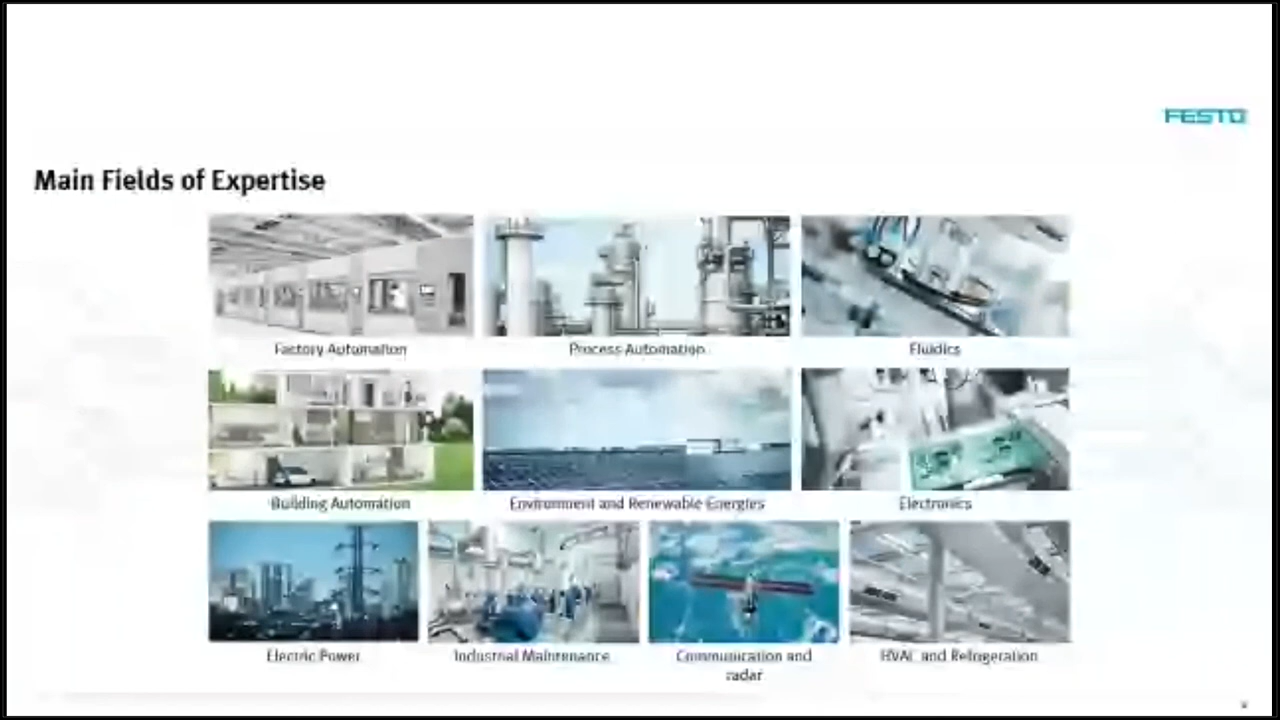 FESTO
Main Fields of Expertise
Factory Automation
Process Automation
Fluidics
Building Automation
Environment and Renewable Energies
Electronics
Electric Power
Industrial Maintenance
Communication and
radar
HVAC and Refrigeration